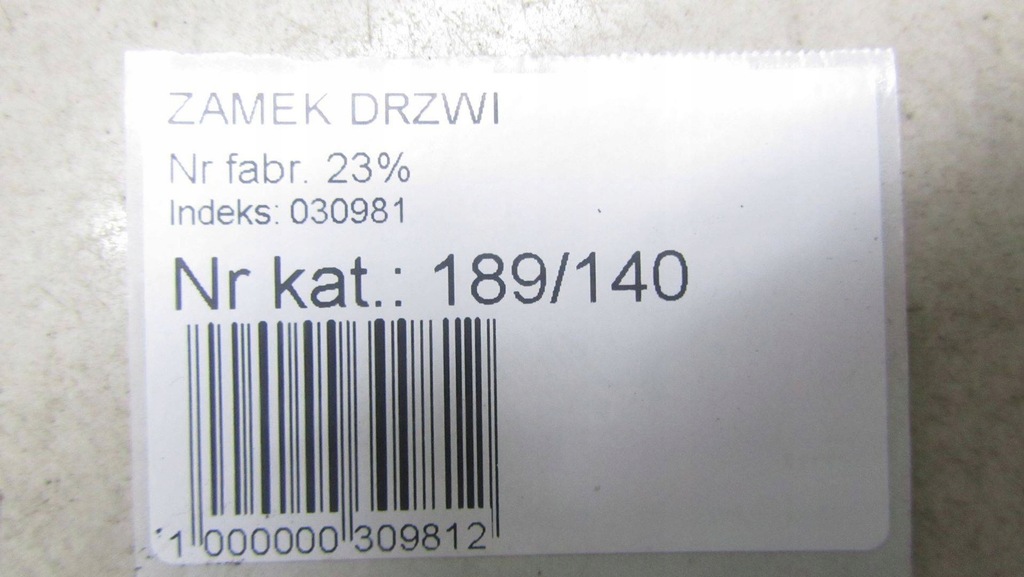 ZAMEK DRZWI
Nr fabr. 23%
Indeks: 030981
Nr kat.: 189/140
1 000000 309812